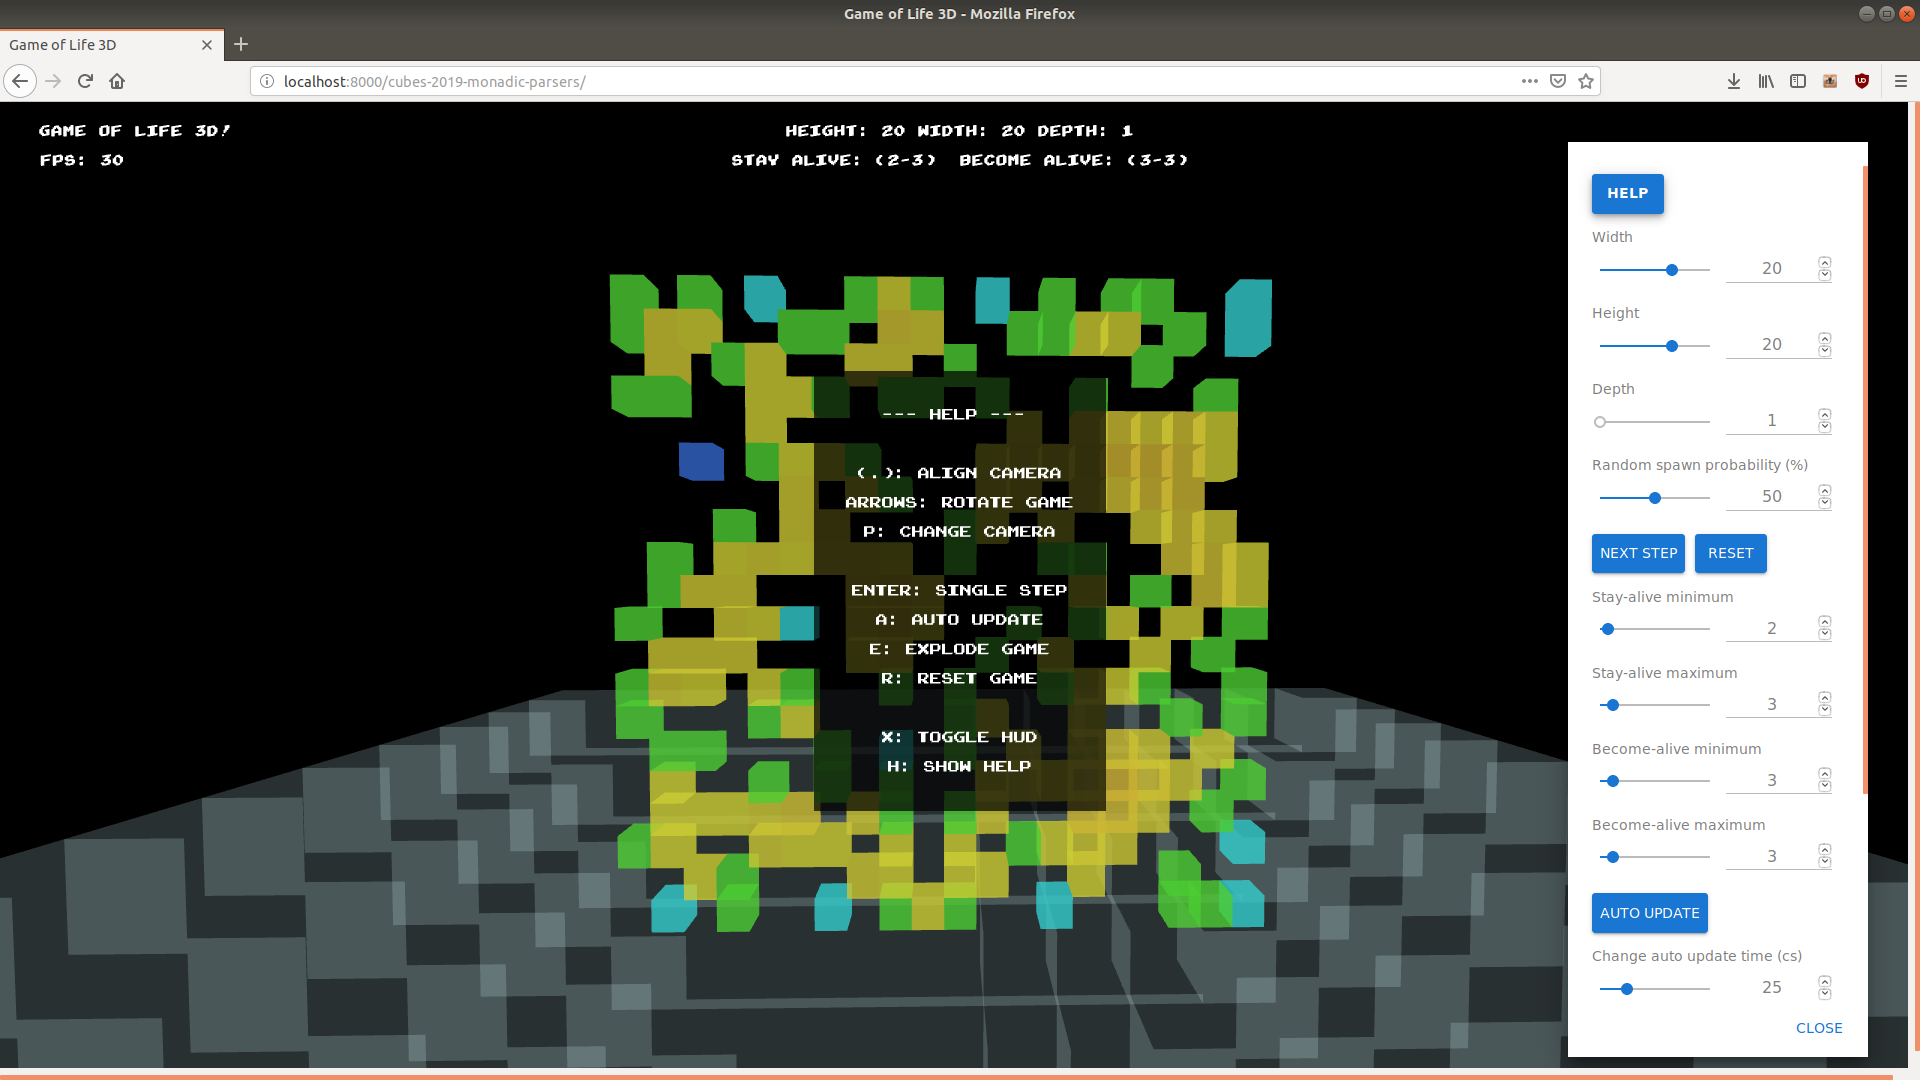 Game of Life 3D - Mozilla Firefox
Game of Life 3D
localhost:8000/cubes-2019-monadic-parsers/
GAME OF LIFE 3D!
FPS: 30
HEIGHT: 20 WIDTH: 20 DEPTH: 1
STAY ALIVE: (2-3) BECOME ALIVE: (3-3)
--- HELP ---
(.): ALIGN CAMERA
ARROWS: ROTATE GAME
P: CHANGE CAMERA
ENTER: SINGLE STEP
A: AUTO UPDATE
E: EXPLODE GAME
R: RESET GAME
X: TOGGLE HUD
H: SHOW HELP
HELP
Width
20
Height
20
Depth
1
Random spawn probability (%)
50
NEXT STEP RESET
Stay-alive minimum
2
Stay-alive maximum
3
Become-alive minimum
3
Become-alive maximum
3
AUTO UPDATE
Change auto update time (cs)
25
CLOSE